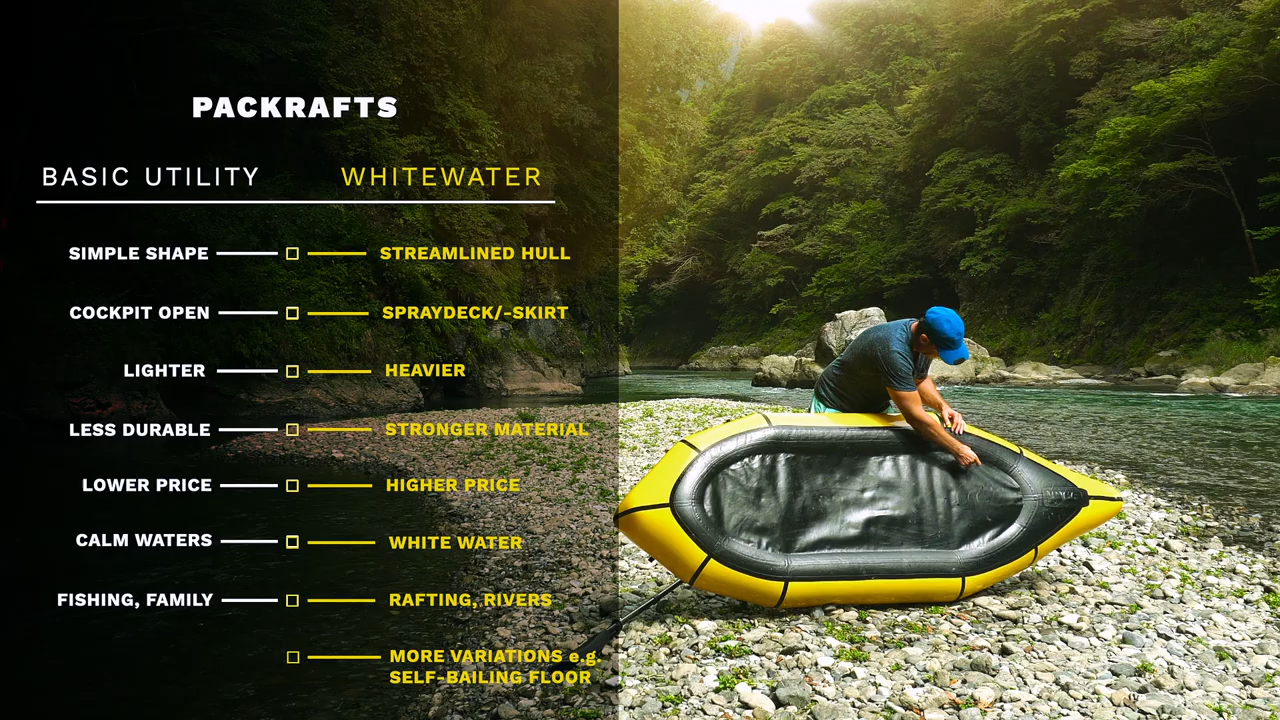 PACKRAFTS
BASIC UTILITY WHITEWATER
SIMPLE SHAPE STREAMLINED HULL
COCKPIT OPEN SPRAYDECK/-SKIRT
LIGHTER HEAVIER
LESS DURABLE STRONGER MATERIAL
LOWER PRICE HIGHER PRICE
CALM WATERS WHITE WATER
FISHING, FAMILY RAFTING, RIVERS
MORE VARIATIONS e.g.
SELF-BAILING FLOOR